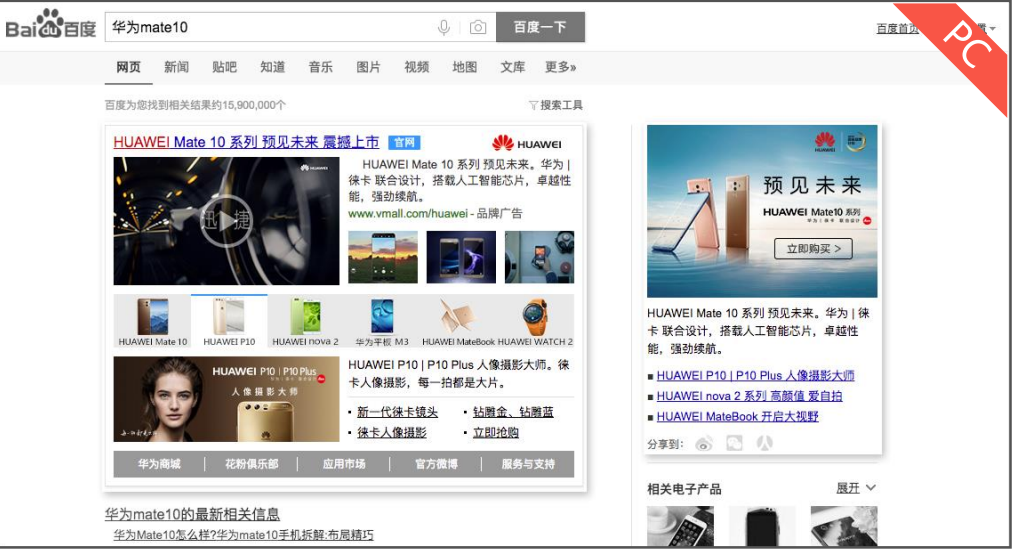 Bai du 百度
华为mate10
百度一下
百度首页
置
PC
网页 新闻 贴吧 知道 音乐 图片 视频 地图 文库 更多»
百度为您找到相关结果约15,900,000个
搜索工具
HUAWEI Mate 10 系列 预见未来 震撼上市 官网
HUAWEI
HUAWEI
迅 捷
HUAWEI Mate 10 系列 预见未来。华为 |
徕卡 联合设计，搭载人工智能芯片，卓越性
能，强劲续航。
www.vmall.com/huawei - 品牌广告
HUAWEI Mate 10
HUAWEI P10
HUAWEI nova 2
华为平板 M3
HUAWEI MateBook
HUAWEI WATCH 2
HUAWEI P10 | P10 Plus
人像摄影大师
HUAWEI P10 | P10 Plus 人像摄影大师。徕
卡人像摄影，每一拍都是大片。
· 新一代徕卡镜头
· 钻雕金、钻雕蓝
· 徕卡人像摄影
· 立即抢购
华为商城 | 花粉俱乐部 | 应用市场 | 官方微博 | 服务与支持
华为mate10的最新相关信息
华为Mate10怎么样?华为mate10手机拆解:布局精巧
HUAWEI
预见未来
HUAWEI Mate10 系列
华为 | 徕卡 联合设计
立即购买 >
HUAWEI Mate 10 系列 预见未来。华为 | 徕
卡 联合设计，搭载人工智能芯片，卓越性
能，强劲续航。
■ HUAWEI P10 | P10 Plus 人像摄影大师
■ HUAWEI nova 2 系列 高颜值 爱自拍
■ HUAWEI MateBook 开启大视野
分享到：
相关电子产品
展开